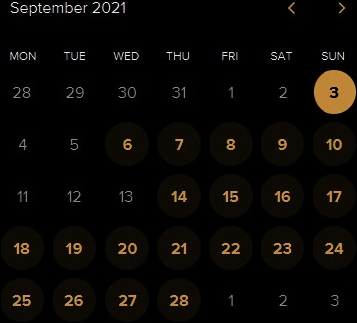 September 2021 < >
MON TUE WED THU FRI SAT SUN
28 29 30 31 1 2 3
4 5 6 7 8 9 10
11 12 13 14 15 16 17
18 19 20 21 22 23 24
25 26 27 28 1 2 3